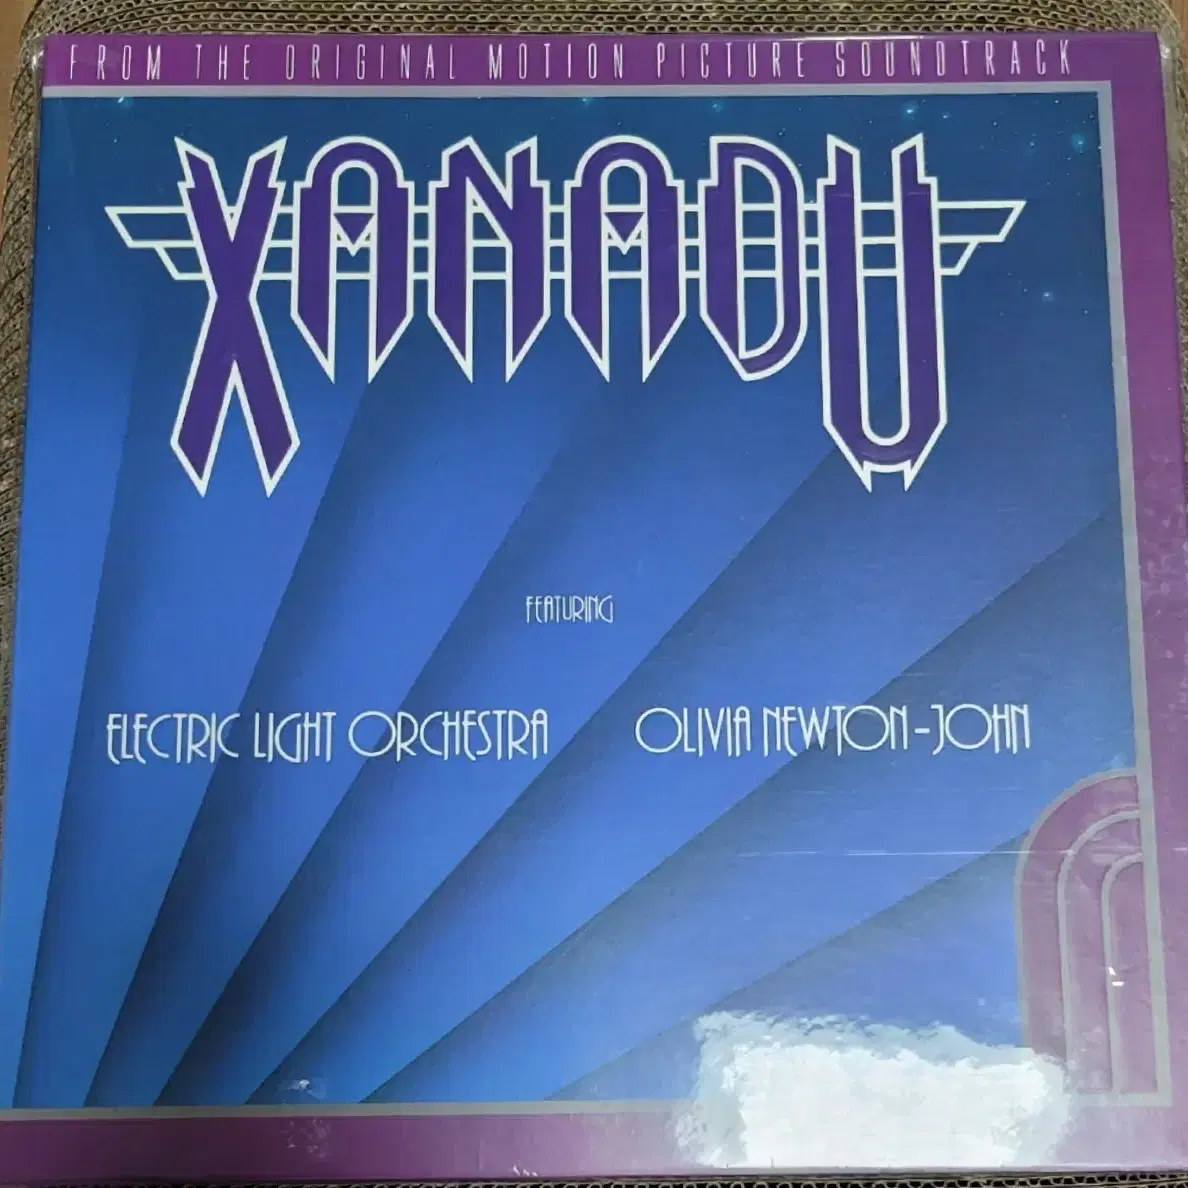 FROM THE ORIGINAL MOTION PICTURE SOUNDTRACK
XANADU
FEATURING
ELECTRIC LIGHT ORCHESTRA OLIVIA NEWTON-JOHN